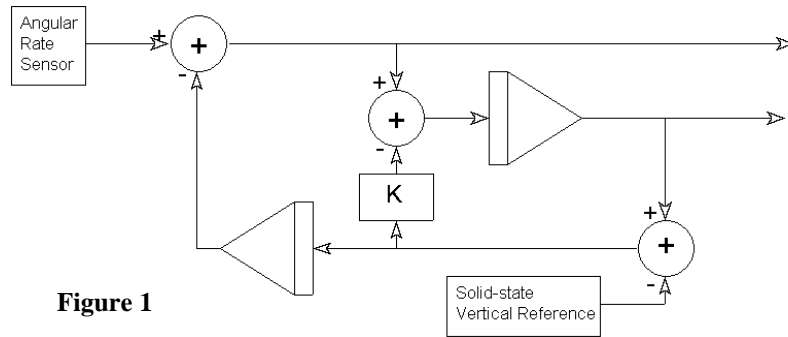 Angular
Rate
Sensor
+
-
+
+
-
+
K
+
-
+
Solid-state
Vertical Reference
Figure 1